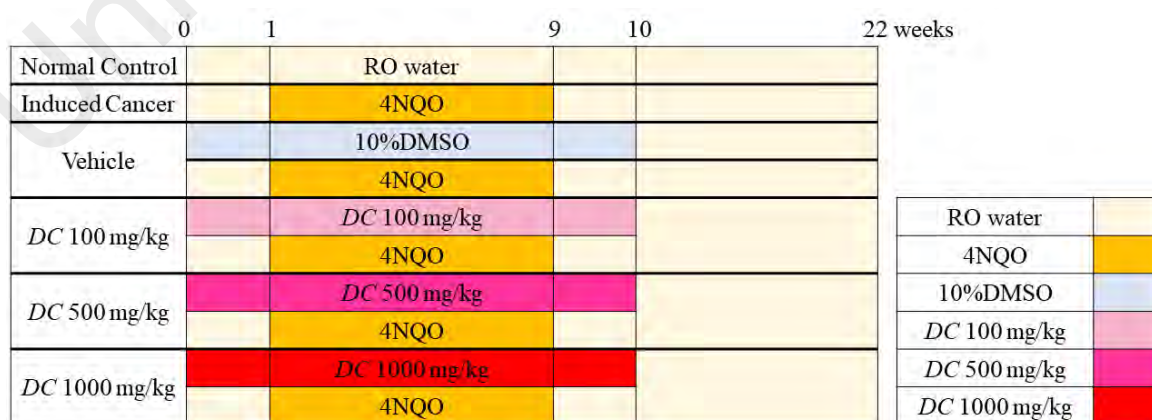 0 1 9 10 22 weeks
Normal Control RO water
Induced Cancer 4NQO
Vehicle 10%DMSO
4NQO
DC 100 mg/kg DC 100 mg/kg
4NQO
DC 500 mg/kg DC 500 mg/kg
4NQO
DC 1000 mg/kg DC 1000 mg/kg
4NQO
RO water
4NQO
10%DMSO
DC 100 mg/kg
DC 500 mg/kg
DC 1000 mg/kg